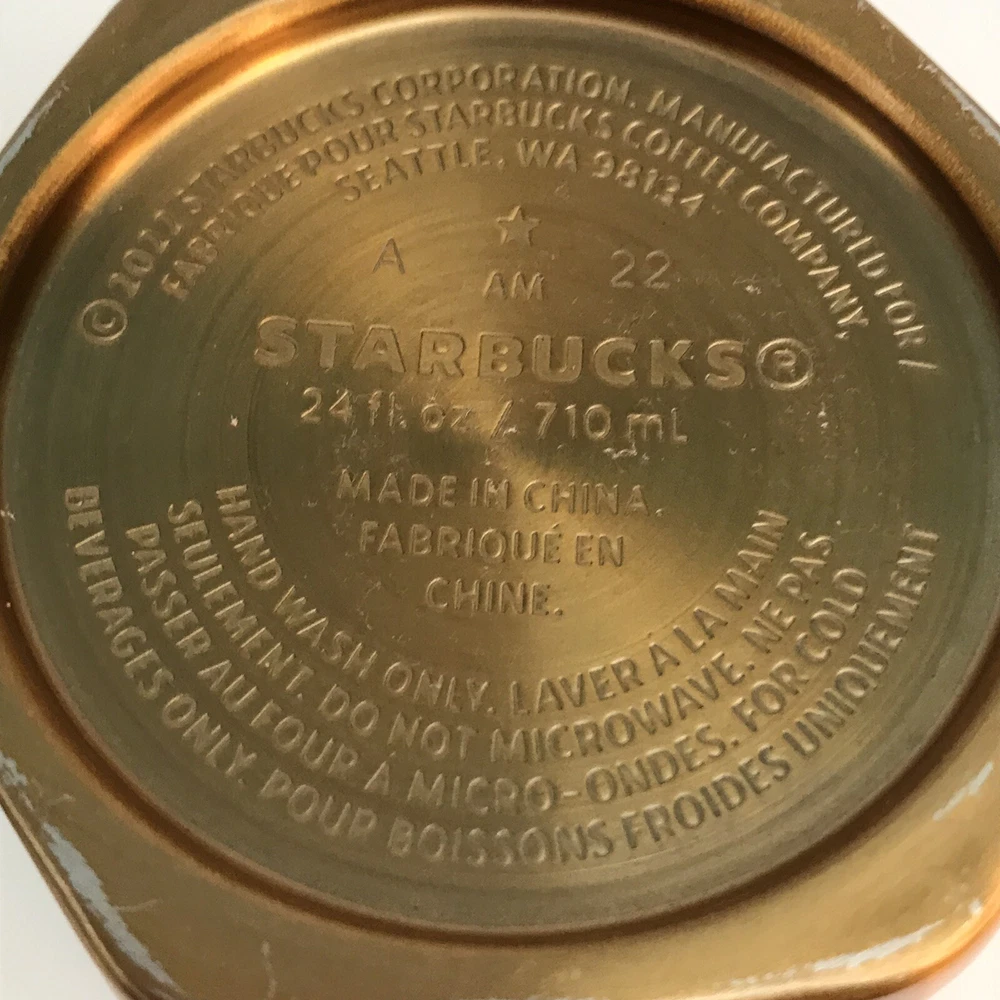 © 2022 STARBUCKS CORPORATION. MANUFACTURED FOR /
FABRIQUÉ POUR STARBUCKS COFFEE COMPANY,
SEATTLE, WA 98134
A 22
AM
STARBUCKS®
24 fl. oz / 710 mL
MADE IN CHINA.
FABRIQUÉ EN
CHINE.
HAND WASH ONLY. LAVER À LA MAIN
SEULEMENT. DO NOT MICROWAVE. NE PAS
PASSER AU FOUR À MICRO-ONDES. FOR COLD
BEVERAGES ONLY. POUR BOISSONS FROIDES UNIQUEMENT